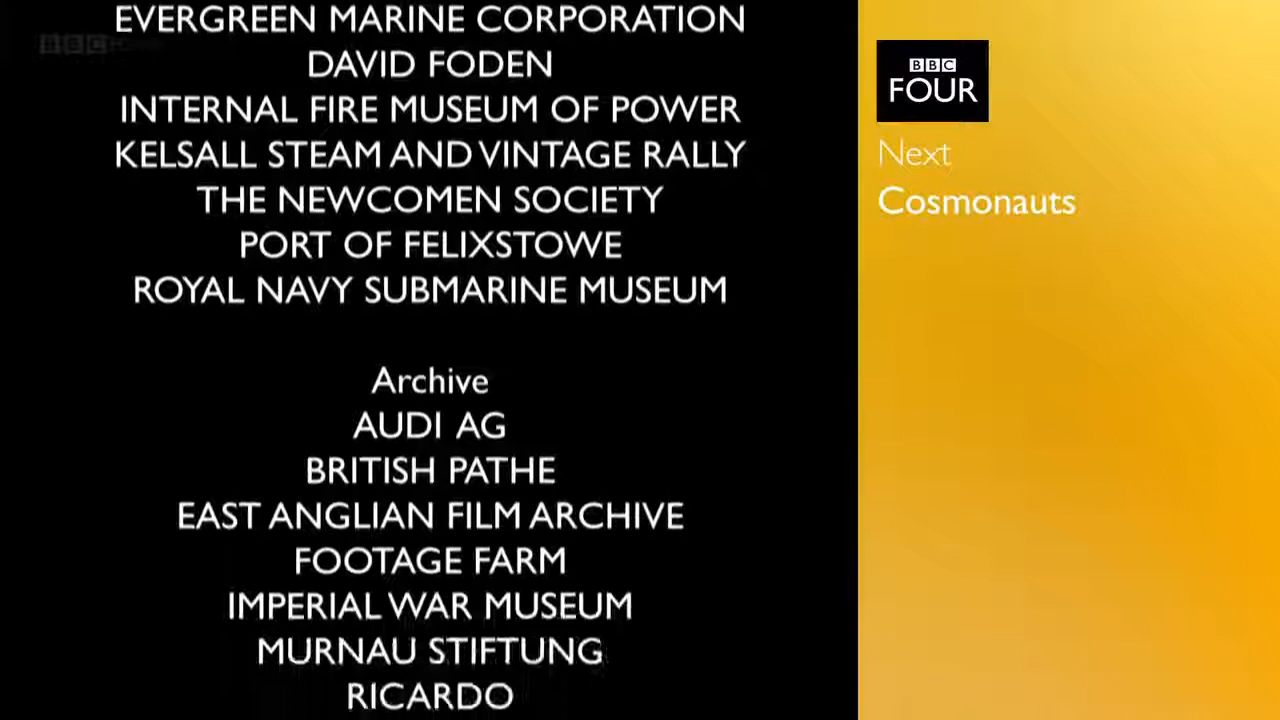 EVERGREEN MARINE CORPORATION
DAVID FODEN
INTERNAL FIRE MUSEUM OF POWER
KELSALL STEAM AND VINTAGE RALLY
THE NEWCOMEN SOCIETY
PORT OF FELIXSTOWE
ROYAL NAVY SUBMARINE MUSEUM
Archive
AUDI AG
BRITISH PATHE
EAST ANGLIAN FILM ARCHIVE
FOOTAGE FARM
IMPERIAL WAR MUSEUM
MURNAU STIFTUNG
RICARDO
BBC
BBC
FOUR
Next
Cosmonauts